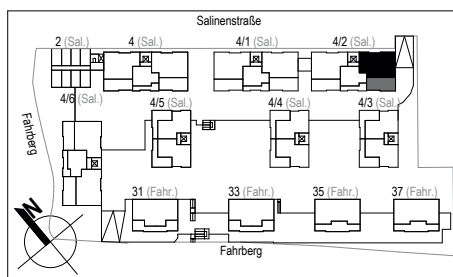 Salinenstraße
2 (Sal.) 4 (Sal.) 4/1 (Sal.) 4/2 (Sal.)
4/6 (Sal.) 4/5 (Sal.) 4/4 (Sal.) 4/3 (Sal.)
Fahrberg
31 (Fahr.) 33 (Fahr.) 35 (Fahr.) 37 (Fahr.)
N
Fahrberg